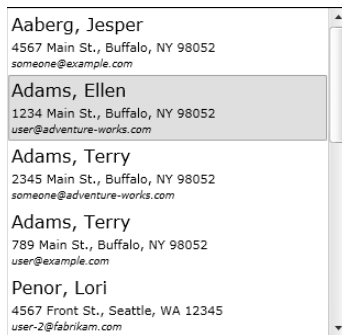 Aaberg, Jesper
4567 Main St., Buffalo, NY 98052
someone@example.com
Adams, Ellen
1234 Main St., Buffalo, NY 98052
user@adventure-works.com
Adams, Terry
2345 Main St., Buffalo, NY 98052
someone@adventure-works.com
Adams, Terry
789 Main St., Buffalo, NY 98052
user@example.com
Penor, Lori
4567 Front St., Seattle, WA 12345
user-2@fabrikam.com